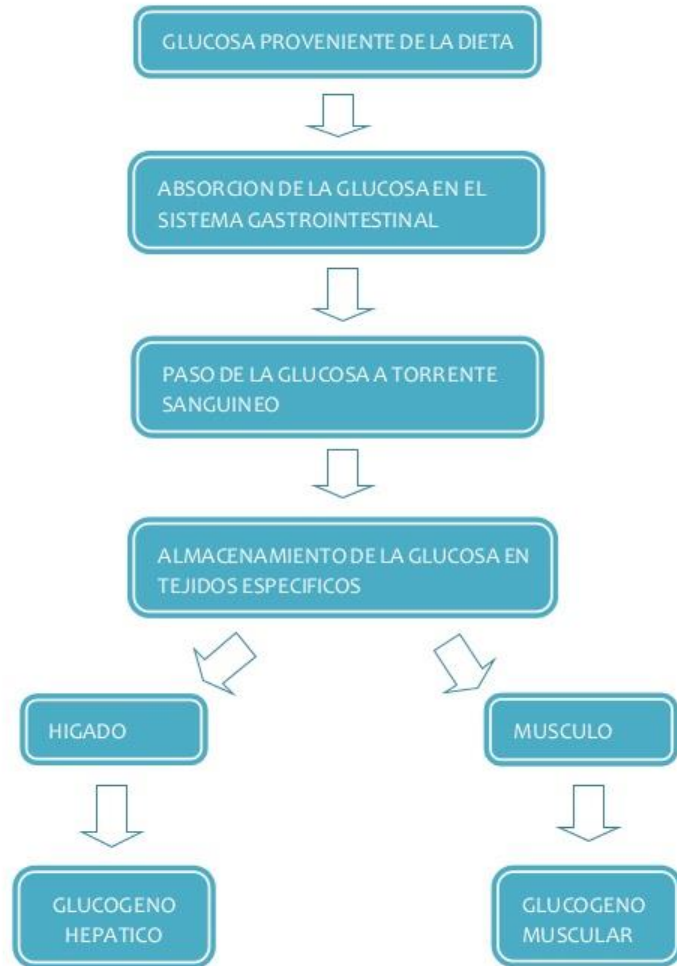 GLUCOSA PROVENIENTE DE LA DIETA
ABSORCION DE LA GLUCOSA EN EL
SISTEMA GASTROINTESTINAL
PASO DE LA GLUCOSA A TORRENTE
SANGUINEO
ALMACENAMIENTO DE LA GLUCOSA EN
TEJIDOS ESPECIFICOS
HIGADO
MUSCULO
GLUCOGENO
HEPATICO
GLUCOGENO
MUSCULAR